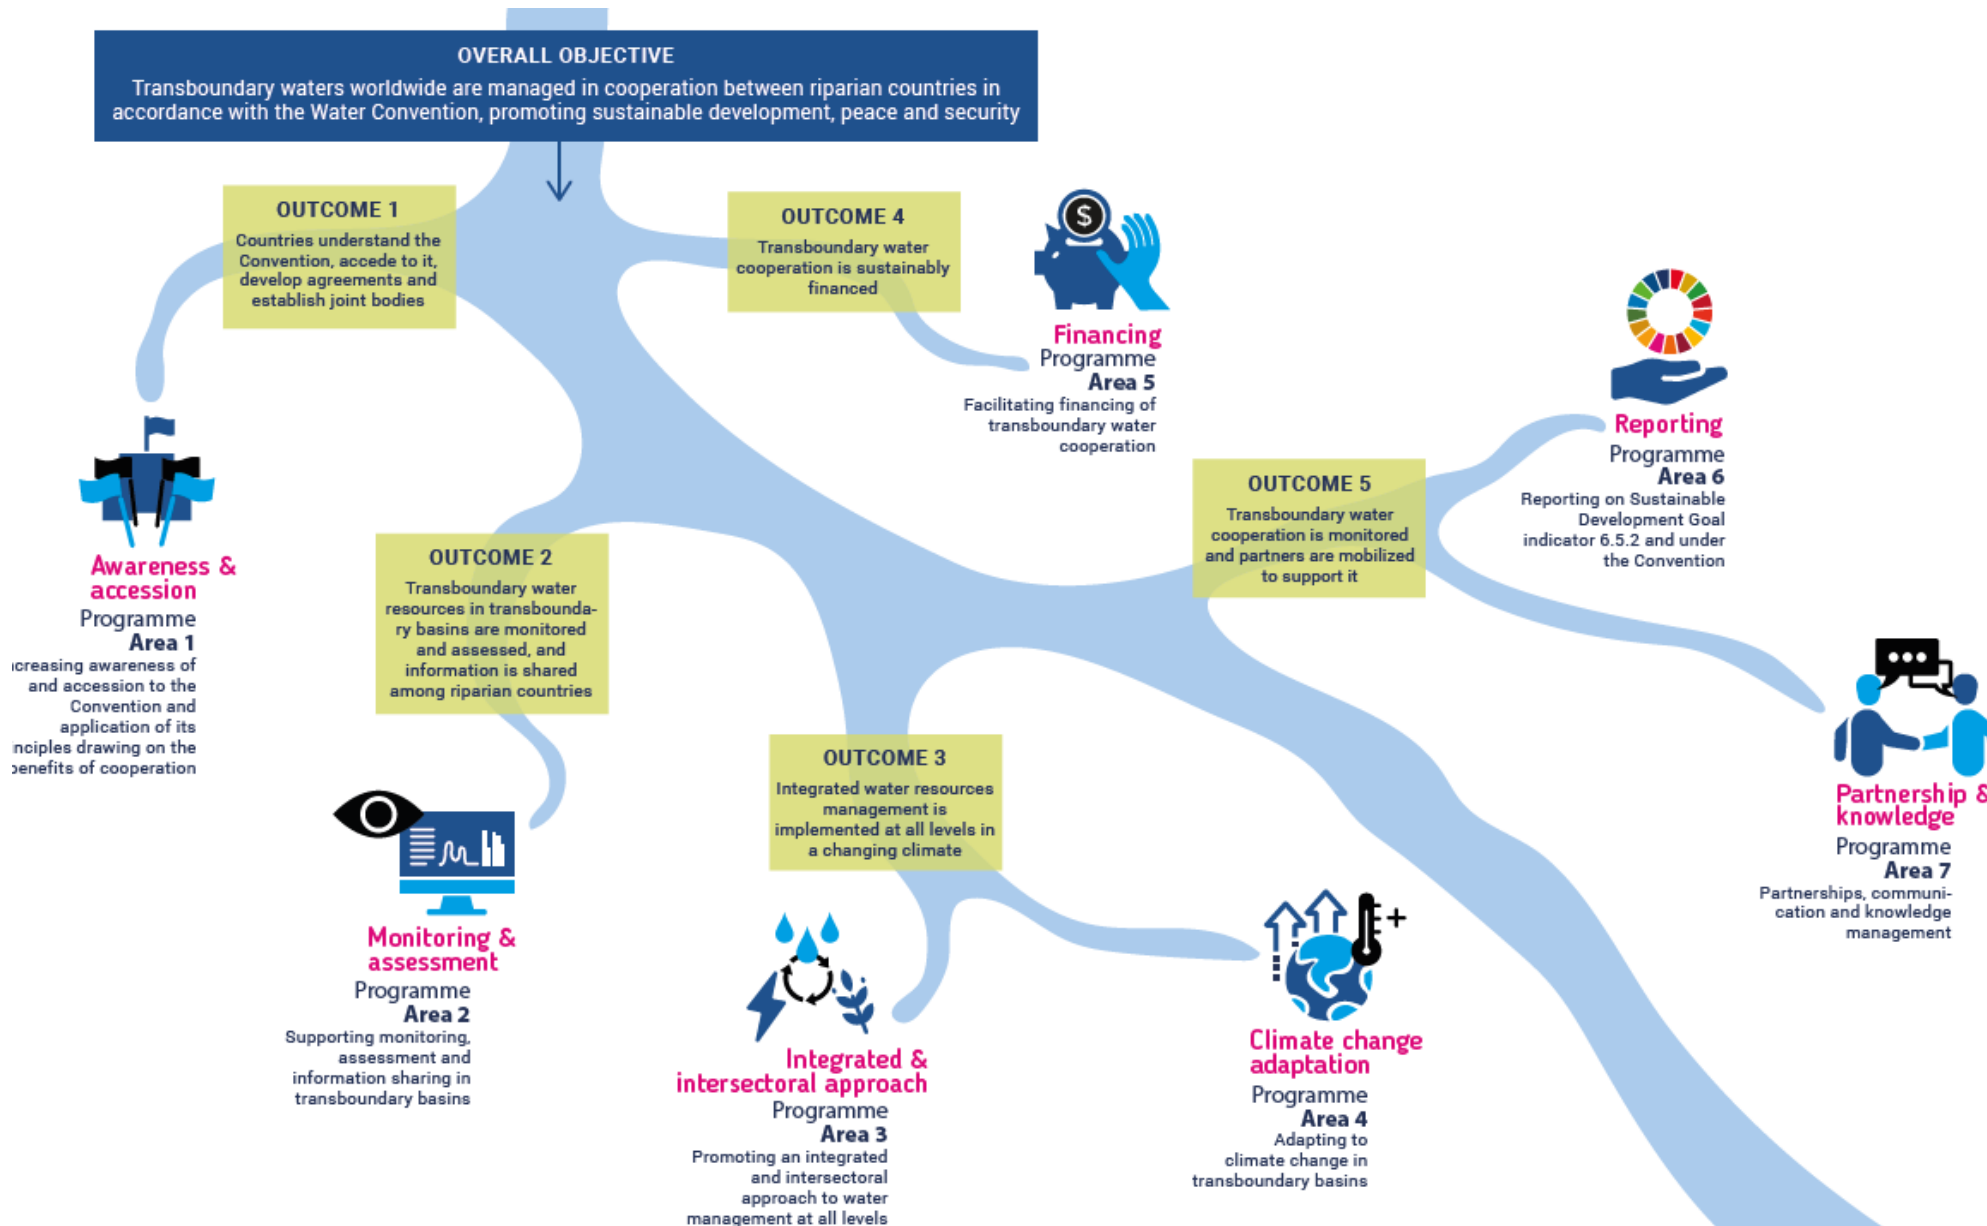 OVERALL OBJECTIVE
Transboundary waters worldwide are managed in cooperation between riparian countries in
accordance with the Water Convention, promoting sustainable development, peace and security
OUTCOME 1
Countries understand the
Convention, accede to it,
develop agreements and
establish joint bodies
OUTCOME 4
Transboundary water
cooperation is sustainably
financed
$
Financing
Programme
Area 5
Facilitating financing of
transboundary water
cooperation
Reporting
Programme
Area 6
Reporting on Sustainable
Development Goal
indicator 6.5.2 and under
the Convention
OUTCOME 5
Transboundary water
cooperation is monitored
and partners are mobilized
to support it
Awareness &
accession
Programme
Area 1
creasing awareness of
and accession to the
Convention and
application of its
nciples drawing on the
benefits of cooperation
OUTCOME 2
Transboundary water
resources in transbounda-
ry basins are monitored
and assessed, and
information is shared
among riparian countries
Monitoring &
assessment
Programme
Area 2
Supporting monitoring,
assessment and
information sharing in
transboundary basins
OUTCOME 3
Integrated water resources
management is
implemented at all levels in
a changing climate
Integrated &
intersectoral approach
Programme
Area 3
Promoting an integrated
and intersectoral
approach to water
management at all levels
+
Climate change
adaptation
Programme
Area 4
Adapting to
climate change in
transboundary basins
Partnership &
knowledge
Programme
Area 7
Partnerships, communi-
cation and knowledge
management